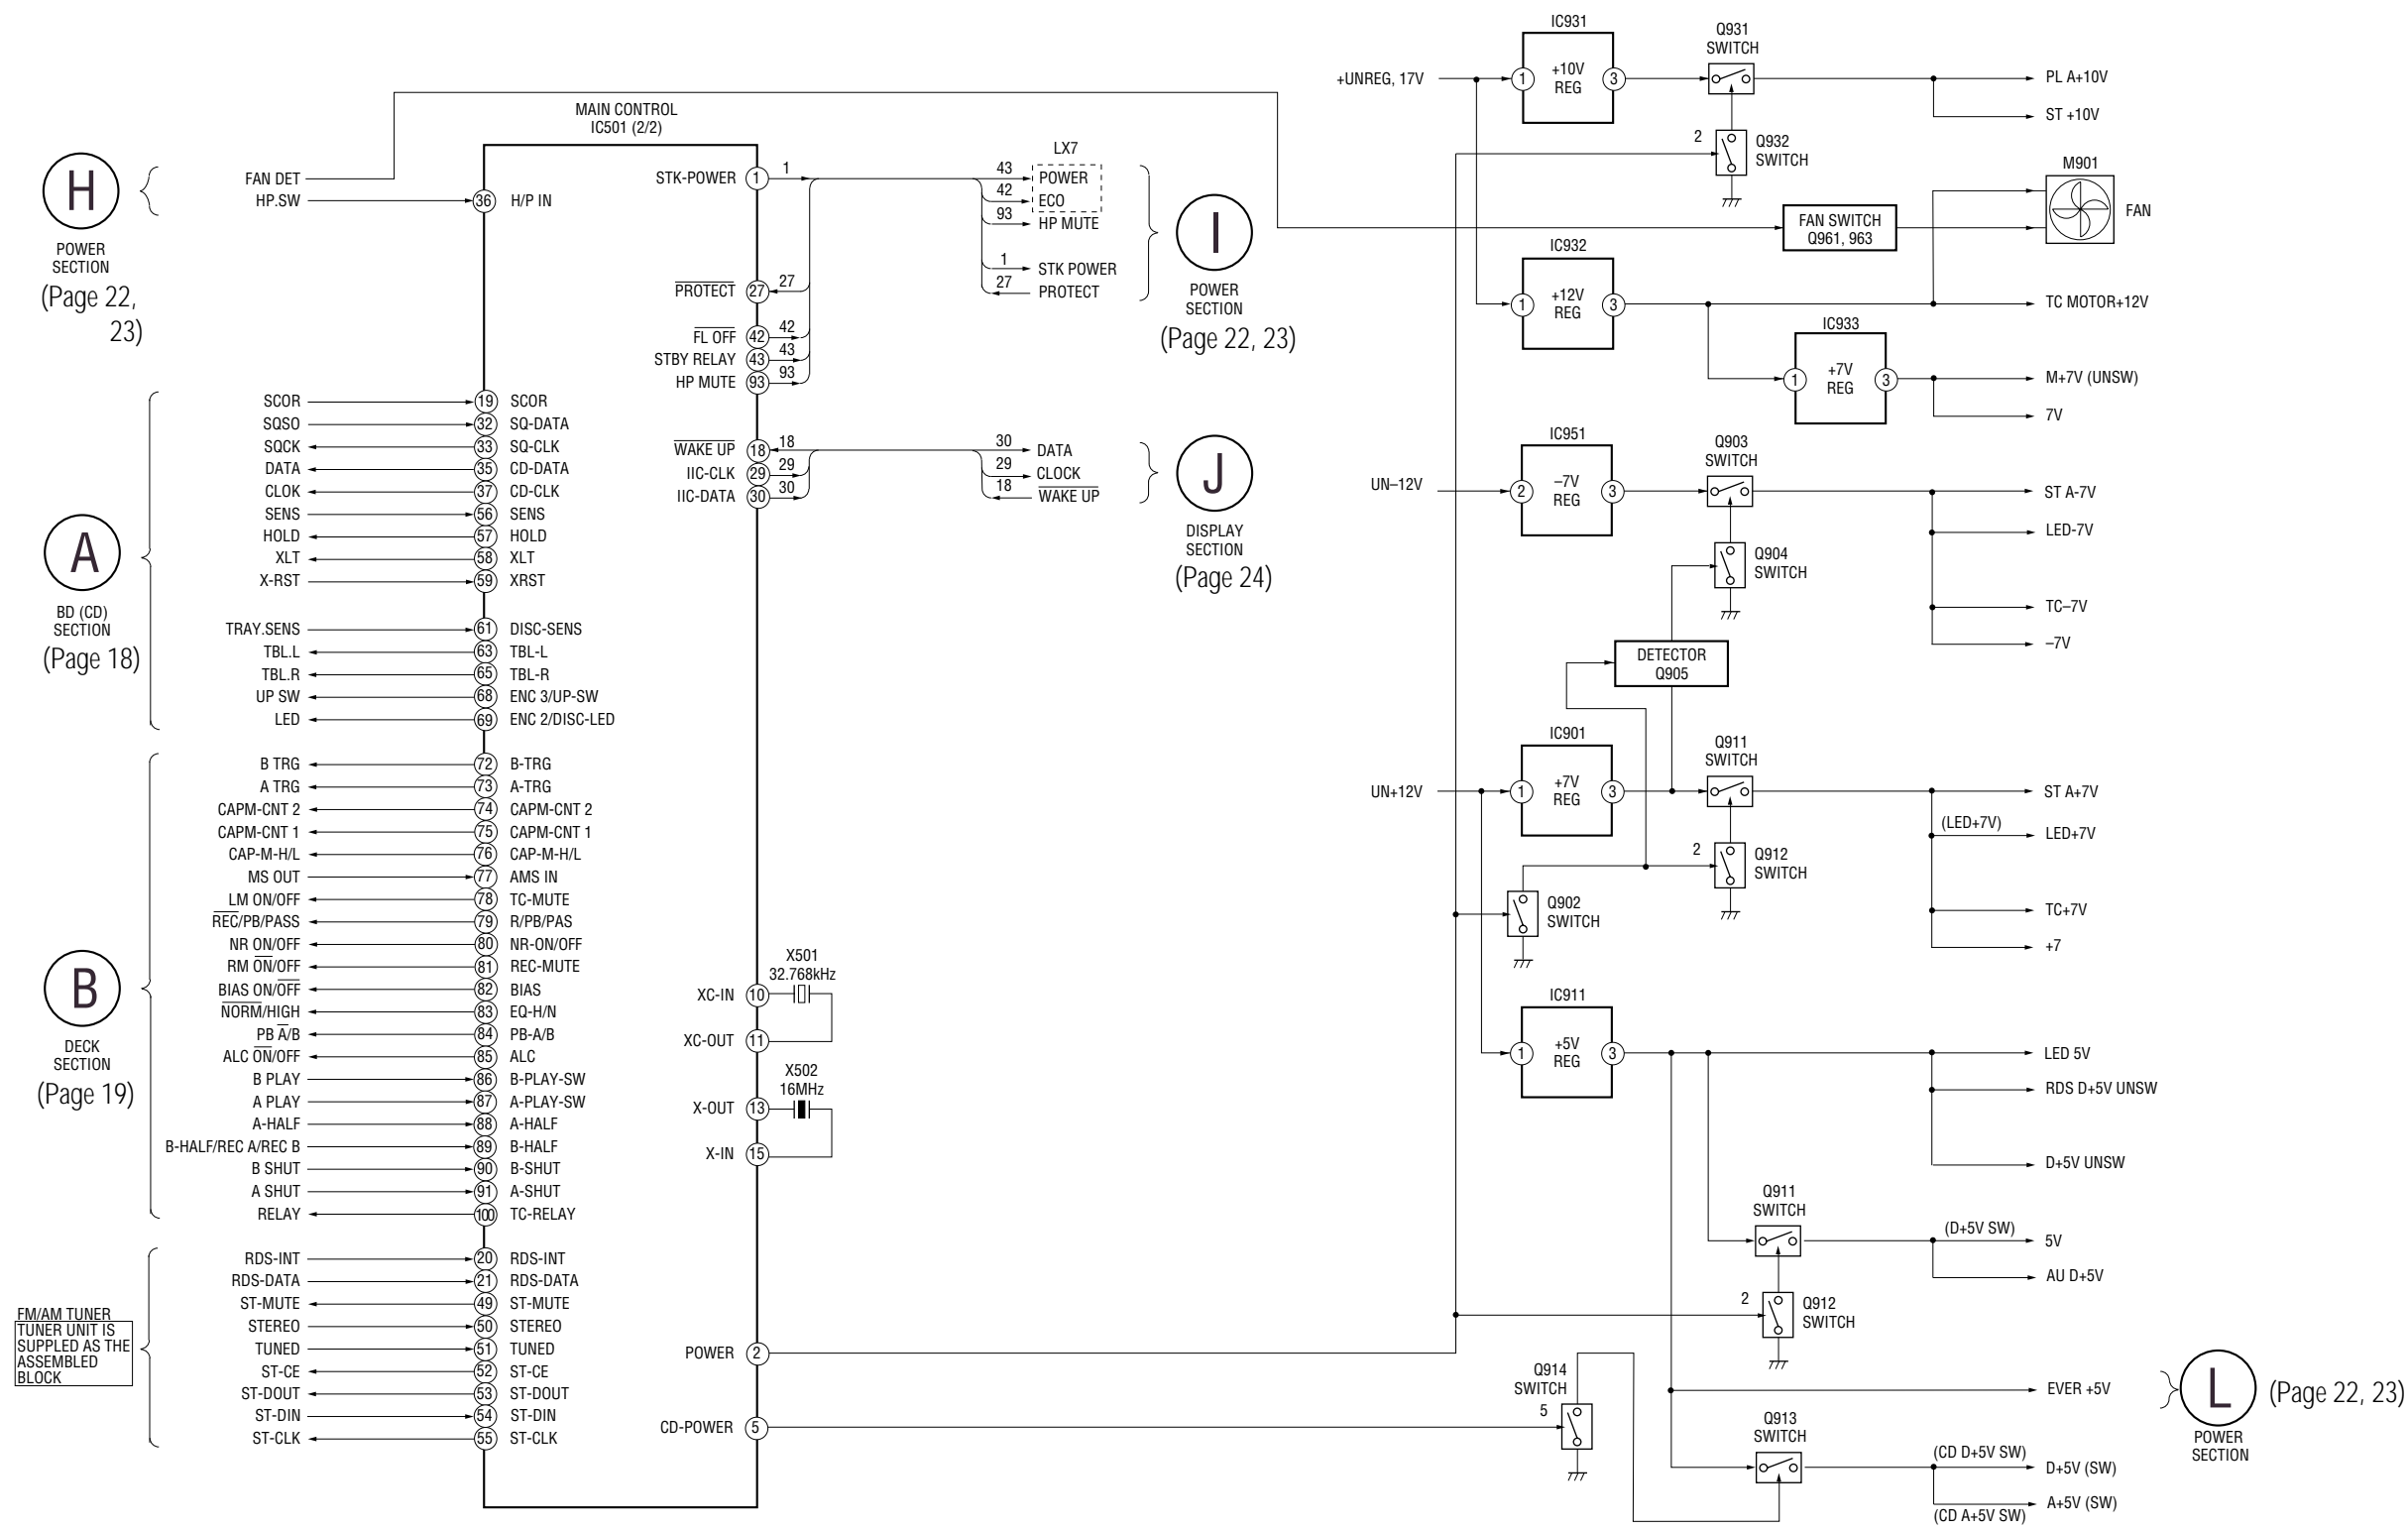 MAIN CONTROL
IC501 (2/2)
H
POWER
SECTION
(Page 22,
23)
FAN DET
HP.SW
36
H/P IN
A
BD (CD)
SECTION
(Page 18)
SCOR 19 SCOR
SQSO 32 SQ-DATA
SQCK 33 SQ-CLK
DATA 35 CD-DATA
CLOK 37 CD-CLK
SENS 56 SENS
HOLD 57 HOLD
XLT 58 XLT
X-RST 59 XRST
TRAY.SENS 61 DISC-SENS
TBL.L 63 TBL-L
TBL.R 65 TBL-R
UP SW 68 ENC 3/UP-SW
LED 69 ENC 2/DISC-LED
B
DECK
SECTION
(Page 19)
B TRG 72 B-TRG
A TRG 73 A-TRG
CAPM-CNT 2 74 CAPM-CNT 2
CAPM-CNT 1 75 CAPM-CNT 1
CAP-M-H/L 76 CAP-M-H/L
MS OUT 77 AMS IN
LM ON/OFF 78 TC-MUTE
REC/PB/PASS 79 R/PB/PAS
NR ON/OFF 80 NR-ON/OFF
RM ON/OFF 81 REC-MUTE
BIAS ON/OFF 82 BIAS
NORM/HIGH 83 EQ-H/N
PB A/B 84 PB-A/B
ALC ON/OFF 85 ALC
B PLAY 86 B-PLAY-SW
A PLAY 87 A-PLAY-SW
A-HALF 88 A-HALF
B-HALF/REC A/REC B 89 B-HALF
B SHUT 90 B-SHUT
A SHUT 91 A-SHUT
RELAY 100 TC-RELAY
FM/AM TUNER
TUNER UNIT IS
SUPPLED AS THE
ASSEMBLED
BLOCK
RDS-INT 20 RDS-INT
RDS-DATA 21 RDS-DATA
ST-MUTE 49 ST-MUTE
STEREO 50 STEREO
TUNED 51 TUNED
ST-CE 52 ST-CE
ST-DOUT 53 ST-DOUT
ST-DIN 54 ST-DIN
ST-CLK 55 ST-CLK
STK-POWER 1 1
PROTECT 27 27
FL OFF 42 42
STBY RELAY 43 43
HP MUTE 93 93
WAKE UP 18 18
IIC-CLK 29 29
IIC-DATA 30 30
XC-IN 10
X501
32.768kHz
XC-OUT 11
X-OUT 13
X502
16MHz
X-IN 15
POWER 2
CD-POWER 5
LX7
43 POWER
42 ECO
93 HP MUTE
1 STK POWER
27 PROTECT
I
POWER
SECTION
(Page 22, 23)
30 DATA
29 CLOCK
18 WAKE UP
J
DISPLAY
SECTION
(Page 24)
+UNREG, 17V
IC931
1 +10V
REG 3
Q931
SWITCH
PL A+10V
ST +10V
2
Q932
SWITCH
FAN SWITCH
Q961, 963
M901
FAN
IC932
1 +12V
REG 3
TC MOTOR+12V
IC933
1 +7V
REG 3
M+7V (UNSW)
7V
UN–12V
IC951
2 –7V
REG 3
Q903
SWITCH
ST A-7V
LED-7V
TC–7V
–7V
Q904
SWITCH
DETECTOR
Q905
UN+12V
IC901
1 +7V
REG 3
Q911
SWITCH
ST A+7V
(LED+7V)
LED+7V
TC+7V
+7
2
Q912
SWITCH
Q902
SWITCH
IC911
1 +5V
REG 3
LED 5V
RDS D+5V UNSW
D+5V UNSW
Q911
SWITCH
(D+5V SW)
5V
AU D+5V
2
Q912
SWITCH
Q914
SWITCH
5
EVER +5V
L
POWER
SECTION
(Page 22, 23)
Q913
SWITCH
(CD D+5V SW)
D+5V (SW)
A+5V (SW)
(CD A+5V SW)